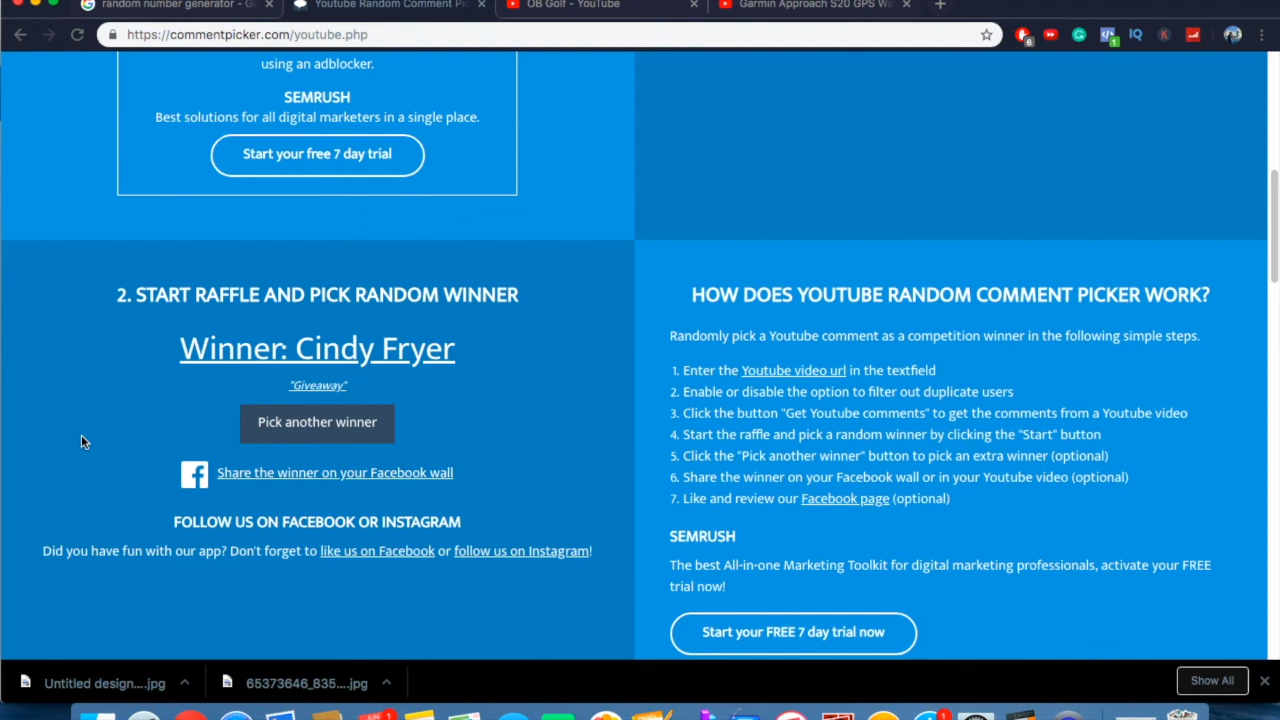 random number generator - G
Youtube Random Comment Pic
OB Golf - YouTube
Garmin Approach S20 GPS Wa
https://commentpicker.com/youtube.php
6
1
IQ
K
using an adblocker.
SEMRUSH
Best solutions for all digital marketers in a single place.
Start your free 7 day trial
2. START RAFFLE AND PICK RANDOM WINNER
Winner: Cindy Fryer
"Giveaway"
Pick another winner
Share the winner on your Facebook wall
FOLLOW US ON FACEBOOK OR INSTAGRAM
Did you have fun with our app? Don't forget to like us on Facebook or follow us on Instagram!
HOW DOES YOUTUBE RANDOM COMMENT PICKER WORK?
Randomly pick a Youtube comment as a competition winner in the following simple steps.
1. Enter the Youtube video url in the textfield
2. Enable or disable the option to filter out duplicate users
3. Click the button "Get Youtube comments" to get the comments from a Youtube video
4. Start the raffle and pick a random winner by clicking the "Start" button
5. Click the "Pick another winner" button to pick an extra winner (optional)
6. Share the winner on your Facebook wall or in your Youtube video (optional)
7. Like and review our Facebook page (optional)
SEMRUSH
The best All-in-one Marketing Toolkit for digital marketing professionals, activate your FREE
trial now!
Start your FREE 7 day trial now
Untitled design....jpg
65373646_835....jpg
Show All
JUN
1
1